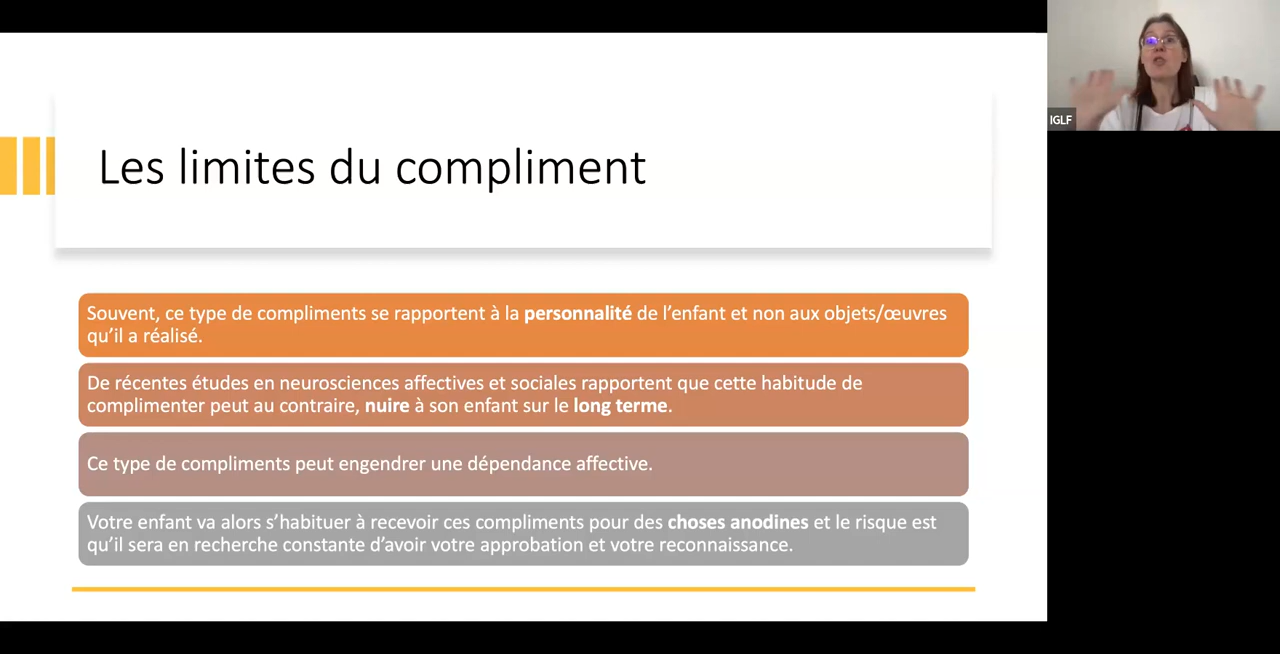 IGLF
Les limites du compliment
Souvent, ce type de compliments se rapportent à la personnalité de l’enfant et non aux objets/œuvres
qu’il a réalisé.
De récentes études en neurosciences affectives et sociales rapportent que cette habitude de
complimenter peut au contraire, nuire à son enfant sur le long terme.
Ce type de compliments peut engendrer une dépendance affective.
Votre enfant va alors s’habituer à recevoir ces compliments pour des choses anodines et le risque est
qu’il sera en recherche constante d’avoir votre approbation et votre reconnaissance.